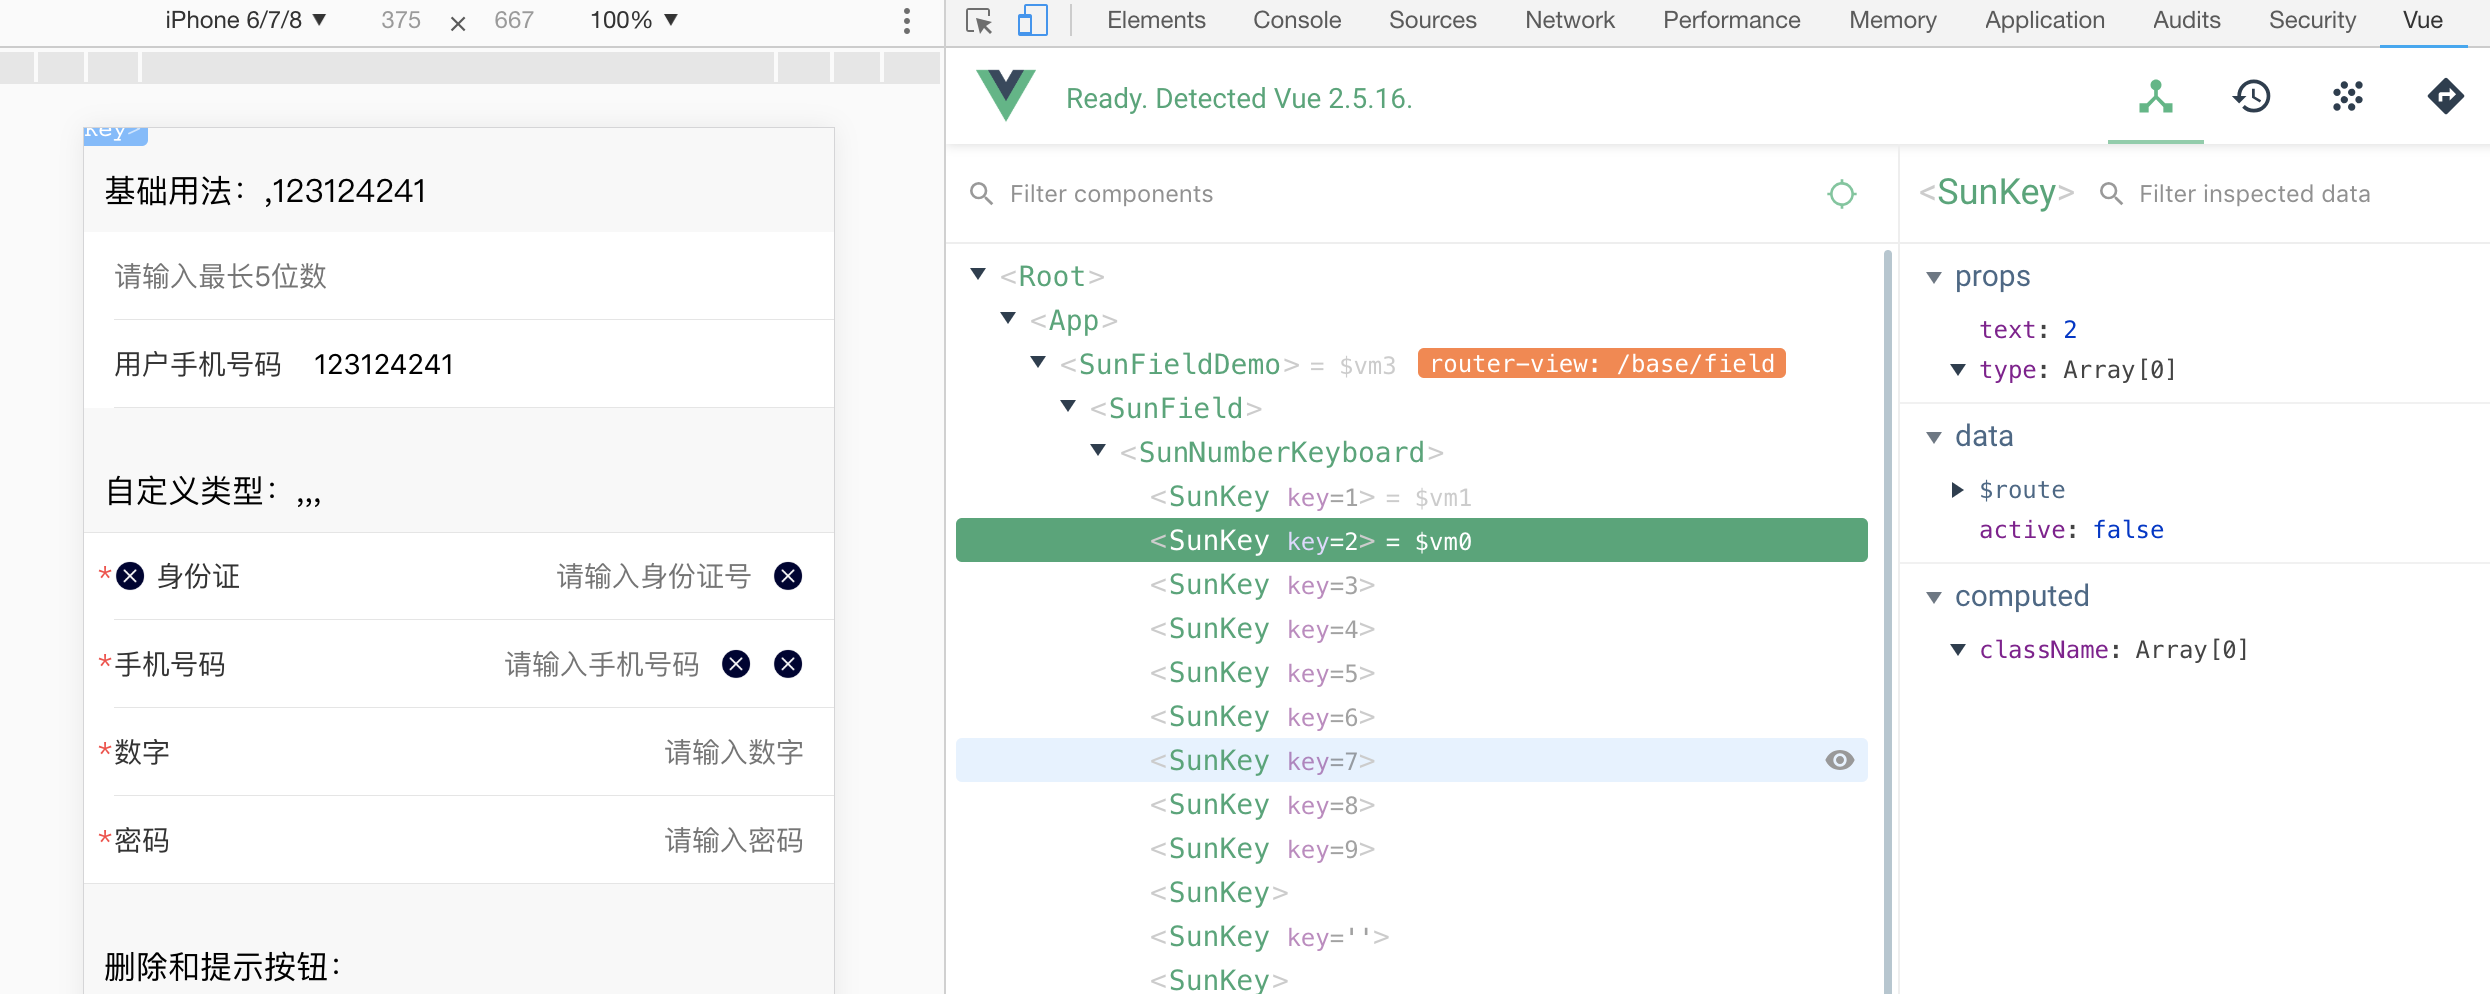 iPhone 6/7/8 ▼ 375 × 667 100% ▼
Elements Console Sources Network Performance Memory Application Audits Security Vue
Ready. Detected Vue 2.5.16.
Key>
基础用法：,123124241
请输入最长5位数
用户手机号码 123124241
自定义类型：,,,
*身份证 请输入身份证号
*手机号码 请输入手机号码
*数字 请输入数字
*密码 请输入密码
删除和提示按钮：
Filter components
<Root>
<App>
<SunFieldDemo> = $vm3 router-view: /base/field
<SunField>
<SunNumberKeyboard>
<SunKey key=1> = $vm1
<SunKey key=2> = $vm0
<SunKey key=3>
<SunKey key=4>
<SunKey key=5>
<SunKey key=6>
<SunKey key=7>
<SunKey key=8>
<SunKey key=9>
<SunKey>
<SunKey key=''>
<SunKey>
<SunKey> Filter inspected data
props
text: 2
type: Array[0]
data
$route
active: false
computed
className: Array[0]